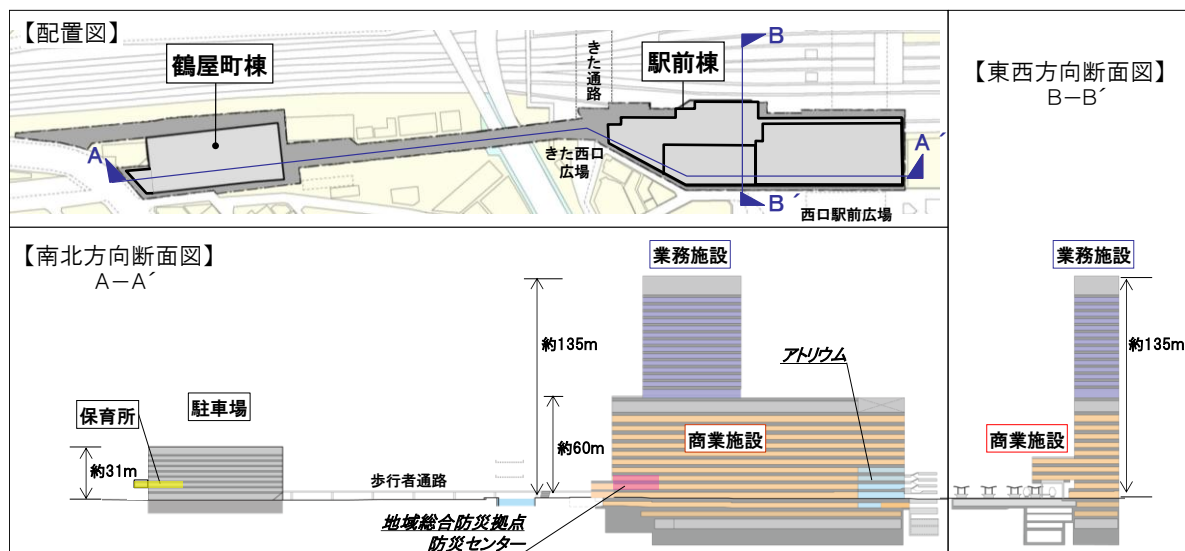 【配置図】
鶴屋町棟
きた通路
駅前棟
B
A
A´
きた西口
広場
B´
西口駅前広場
【東西方向断面図】
B－B´
【南北方向断面図】
A－A´
業務施設
約135m
アトリウム
駐車場
保育所
約31m
約60m
商業施設
歩行者通路
地域総合防災拠点
防災センター
業務施設
約135m
商業施設